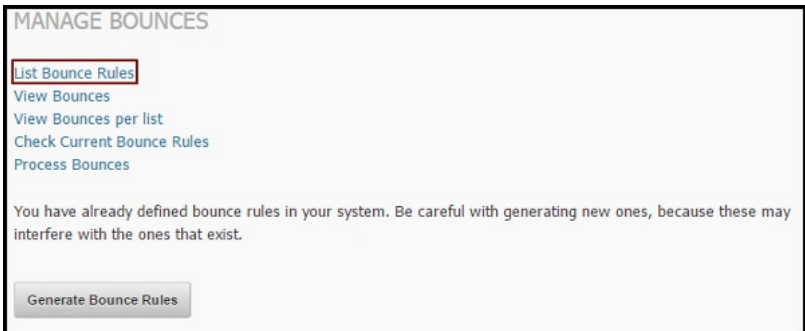 MANAGE BOUNCES
List Bounce Rules
View Bounces
View Bounces per list
Check Current Bounce Rules
Process Bounces
You have already defined bounce rules in your system. Be careful with generating new ones, because these may
interfere with the ones that exist.
Generate Bounce Rules